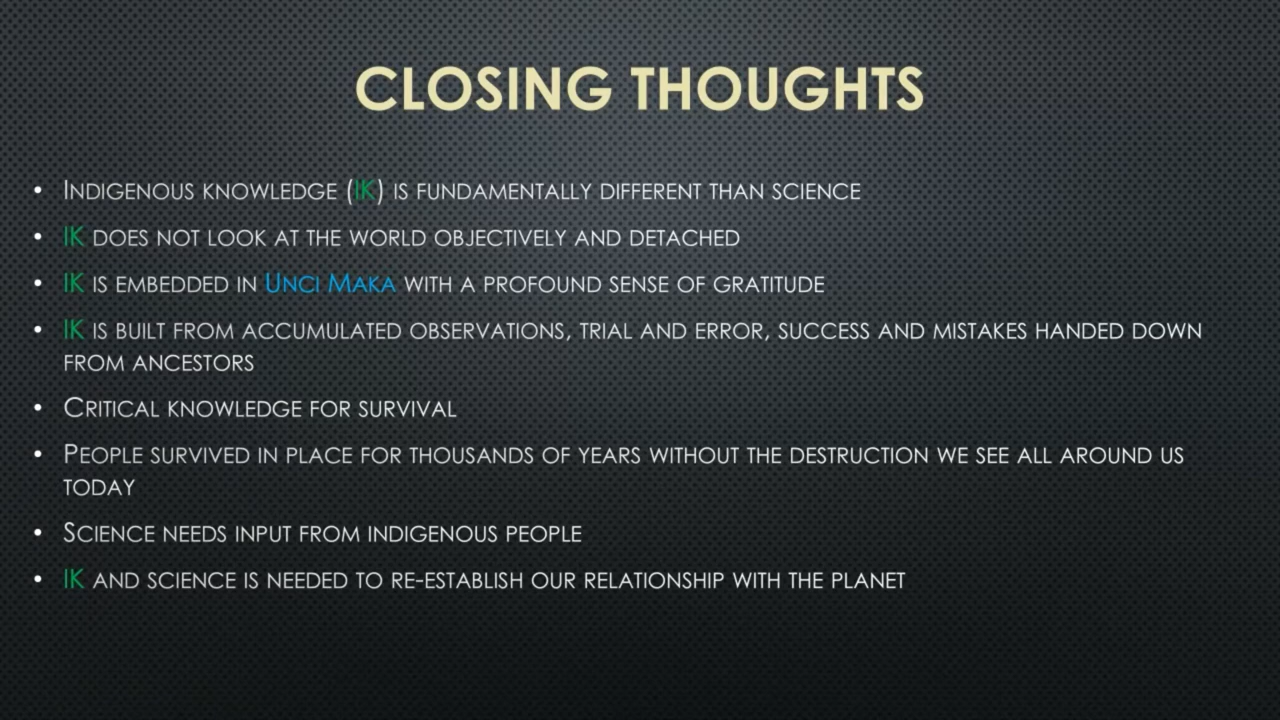 CLOSING THOUGHTS
• INDIGENOUS KNOWLEDGE (IK) IS FUNDAMENTALLY DIFFERENT THAN SCIENCE
• IK DOES NOT LOOK AT THE WORLD OBJECTIVELY AND DETACHED
• IK IS EMBEDDED IN UNCI MAKA WITH A PROFOUND SENSE OF GRATITUDE
• IK IS BUILT FROM ACCUMULATED OBSERVATIONS, TRIAL AND ERROR, SUCCESS AND MISTAKES HANDED DOWN
FROM ANCESTORS
• CRITICAL KNOWLEDGE FOR SURVIVAL
• PEOPLE SURVIVED IN PLACE FOR THOUSANDS OF YEARS WITHOUT THE DESTRUCTION WE SEE ALL AROUND US
TODAY
• SCIENCE NEEDS INPUT FROM INDIGENOUS PEOPLE
• IK AND SCIENCE IS NEEDED TO RE-ESTABLISH OUR RELATIONSHIP WITH THE PLANET